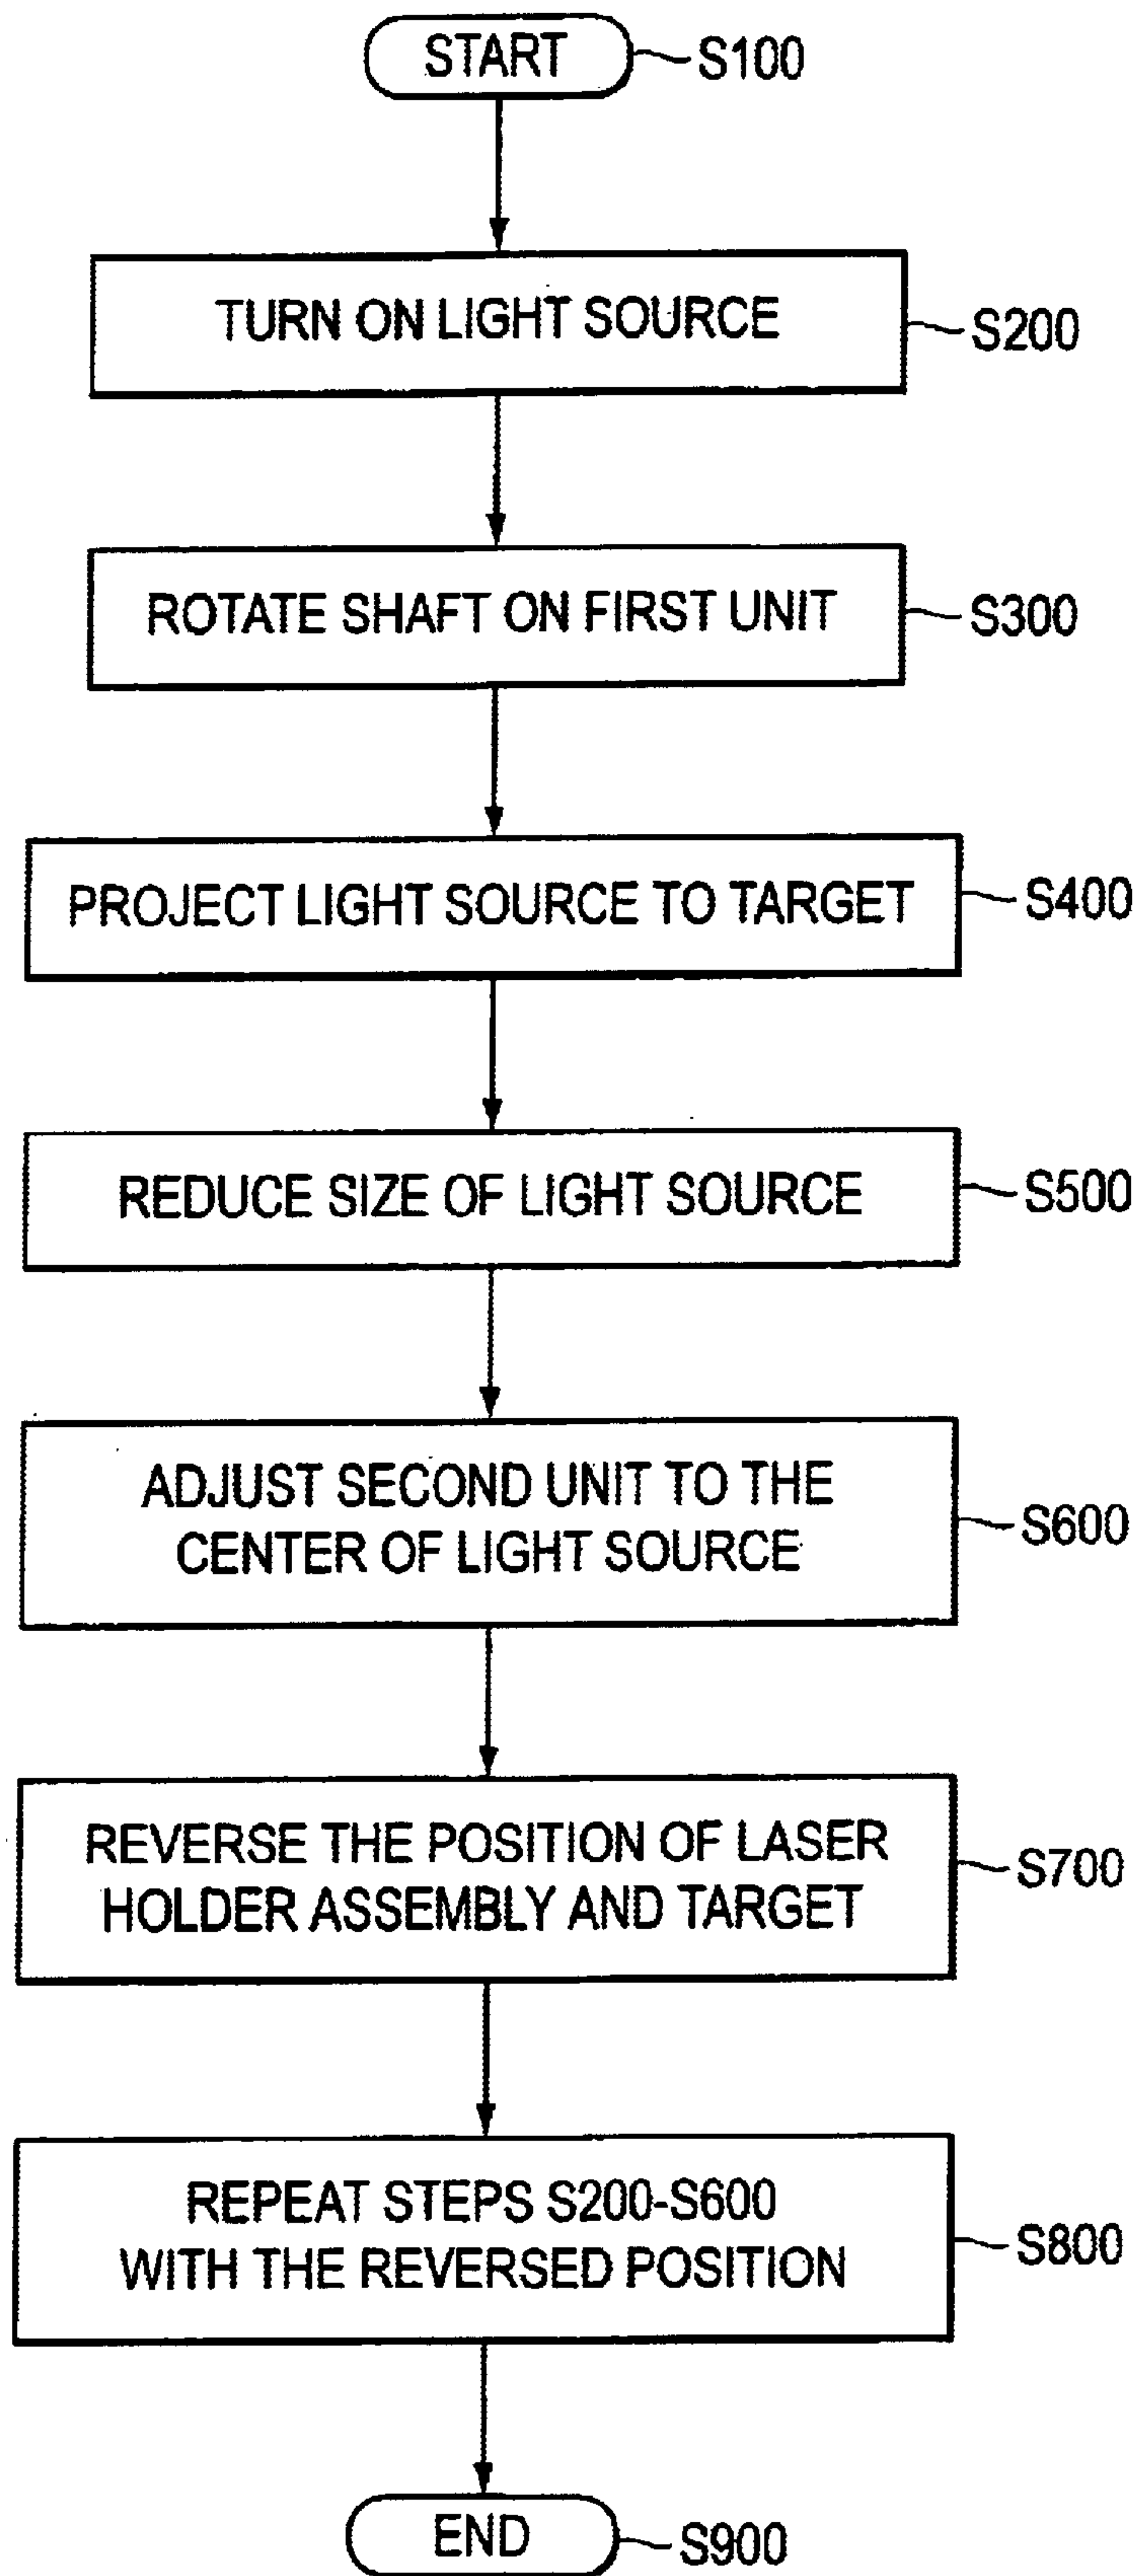 START
S100
TURN ON LIGHT SOURCE
S200
ROTATE SHAFT ON FIRST UNIT
S300
PROJECT LIGHT SOURCE TO TARGET
S400
REDUCE SIZE OF LIGHT SOURCE
S500
ADJUST SECOND UNIT TO THE
CENTER OF LIGHT SOURCE
S600
REVERSE THE POSITION OF LASER
HOLDER ASSEMBLY AND TARGET
S700
REPEAT STEPS S200-S600
WITH THE REVERSED POSITION
S800
END
S900